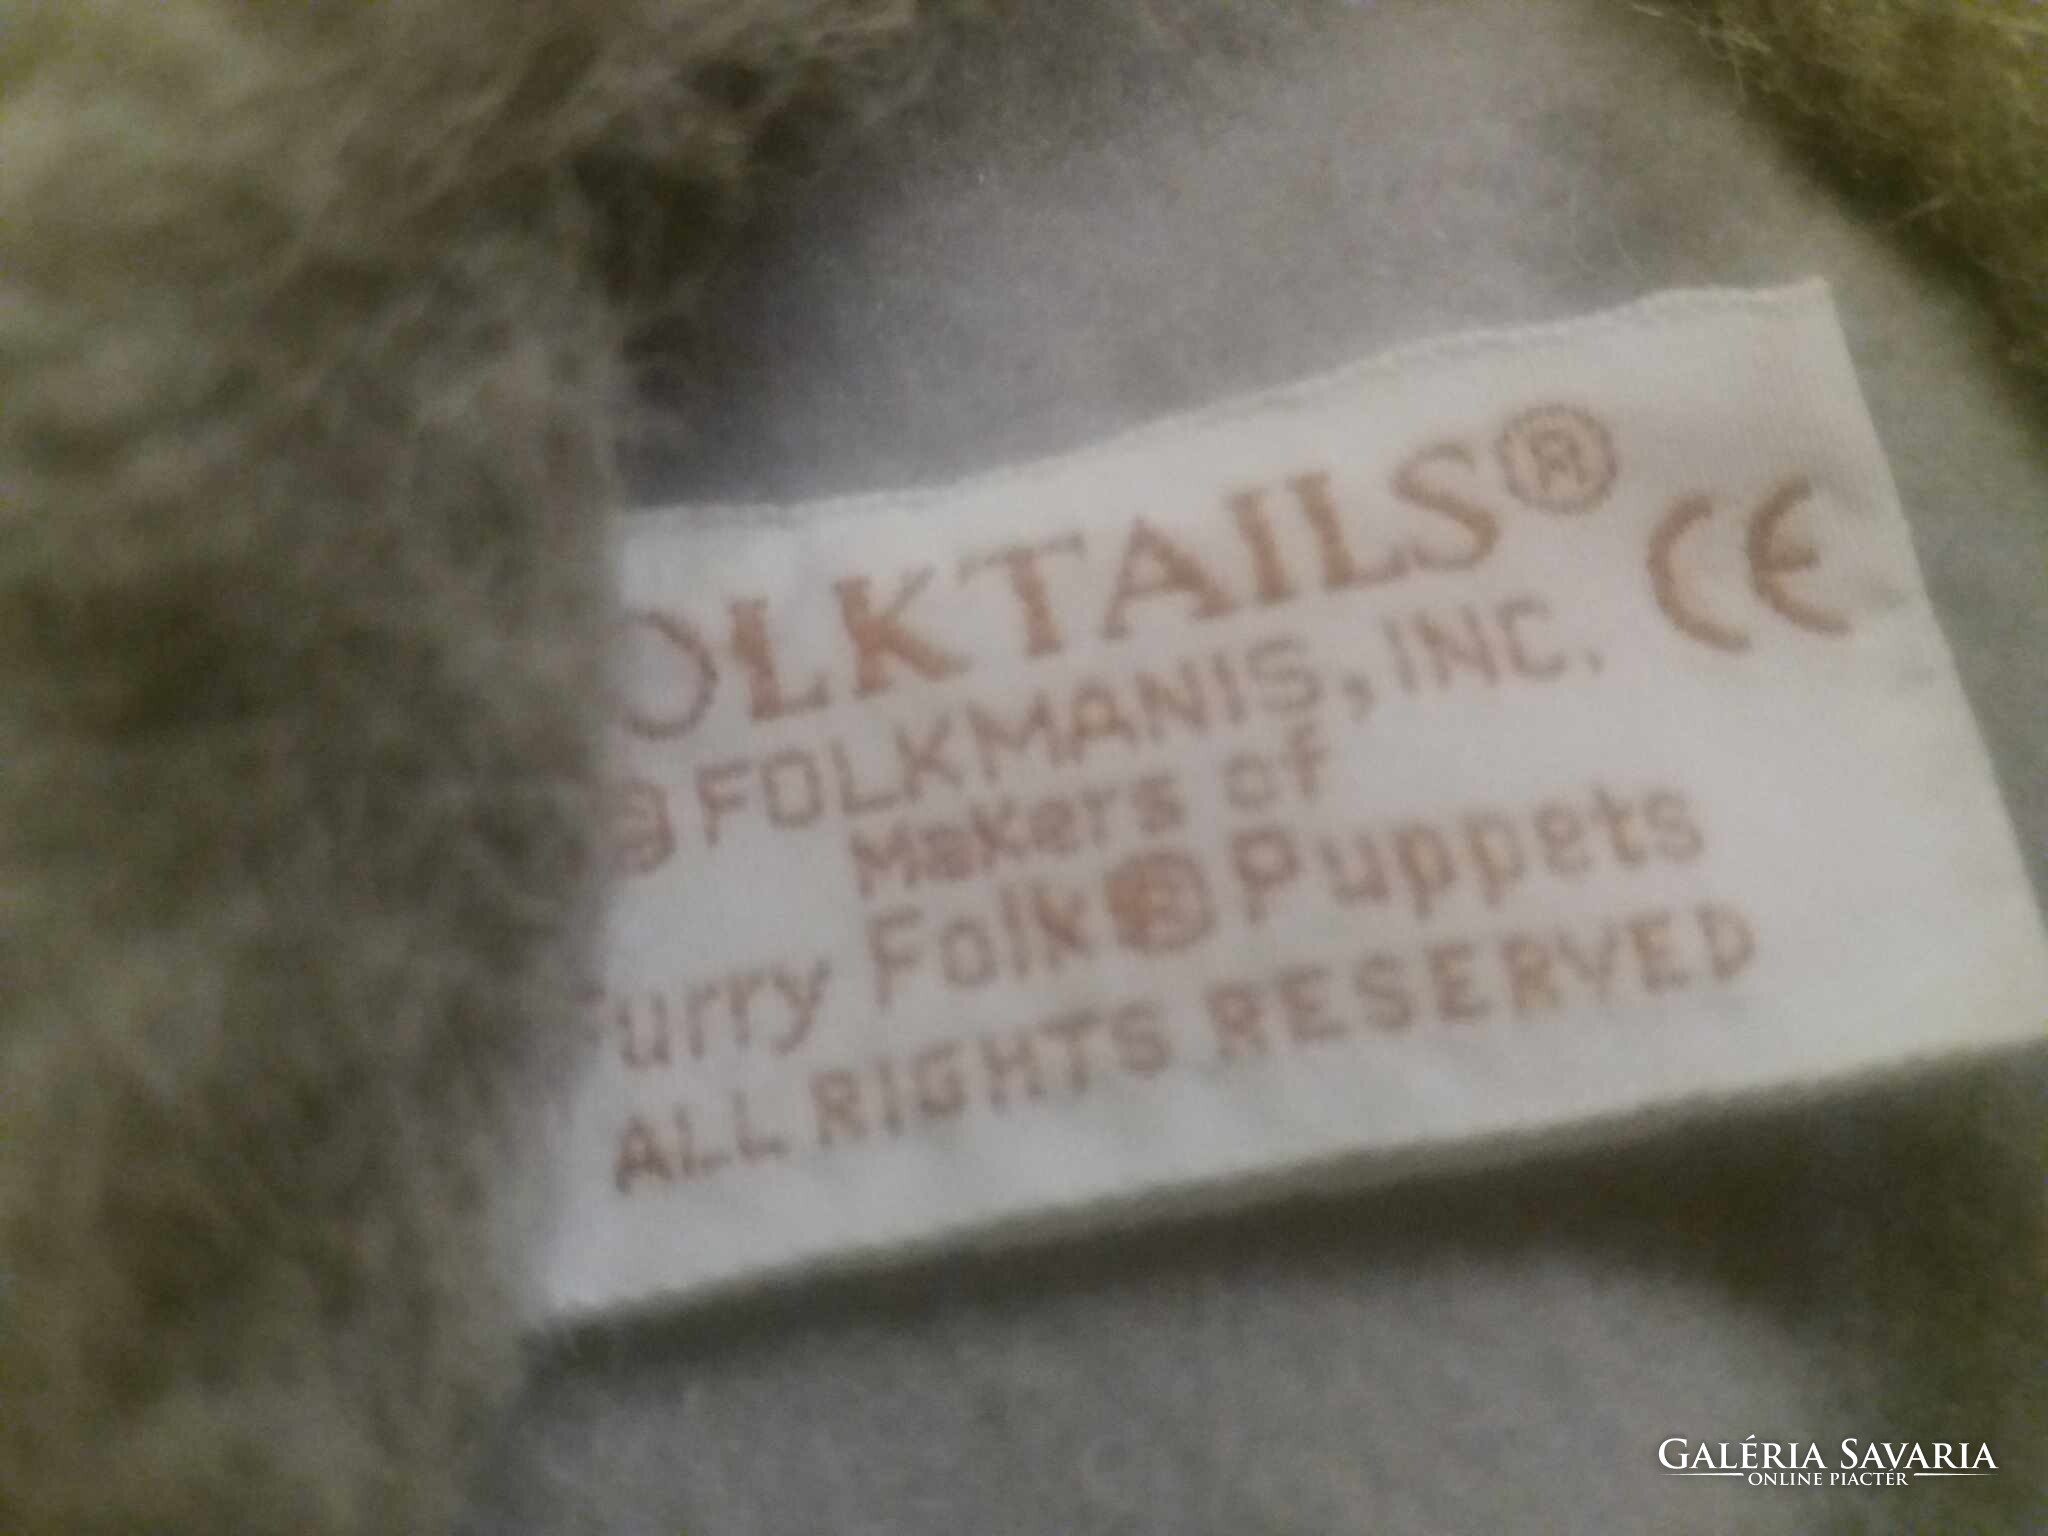 OLKTAILS® CE
© FOLKMANIS, INC.
Makers of
urry Folk® Puppets
ALL RIGHTS RESERVED
GALÉRIA SAVARIA
ONLINE PIACTÉR